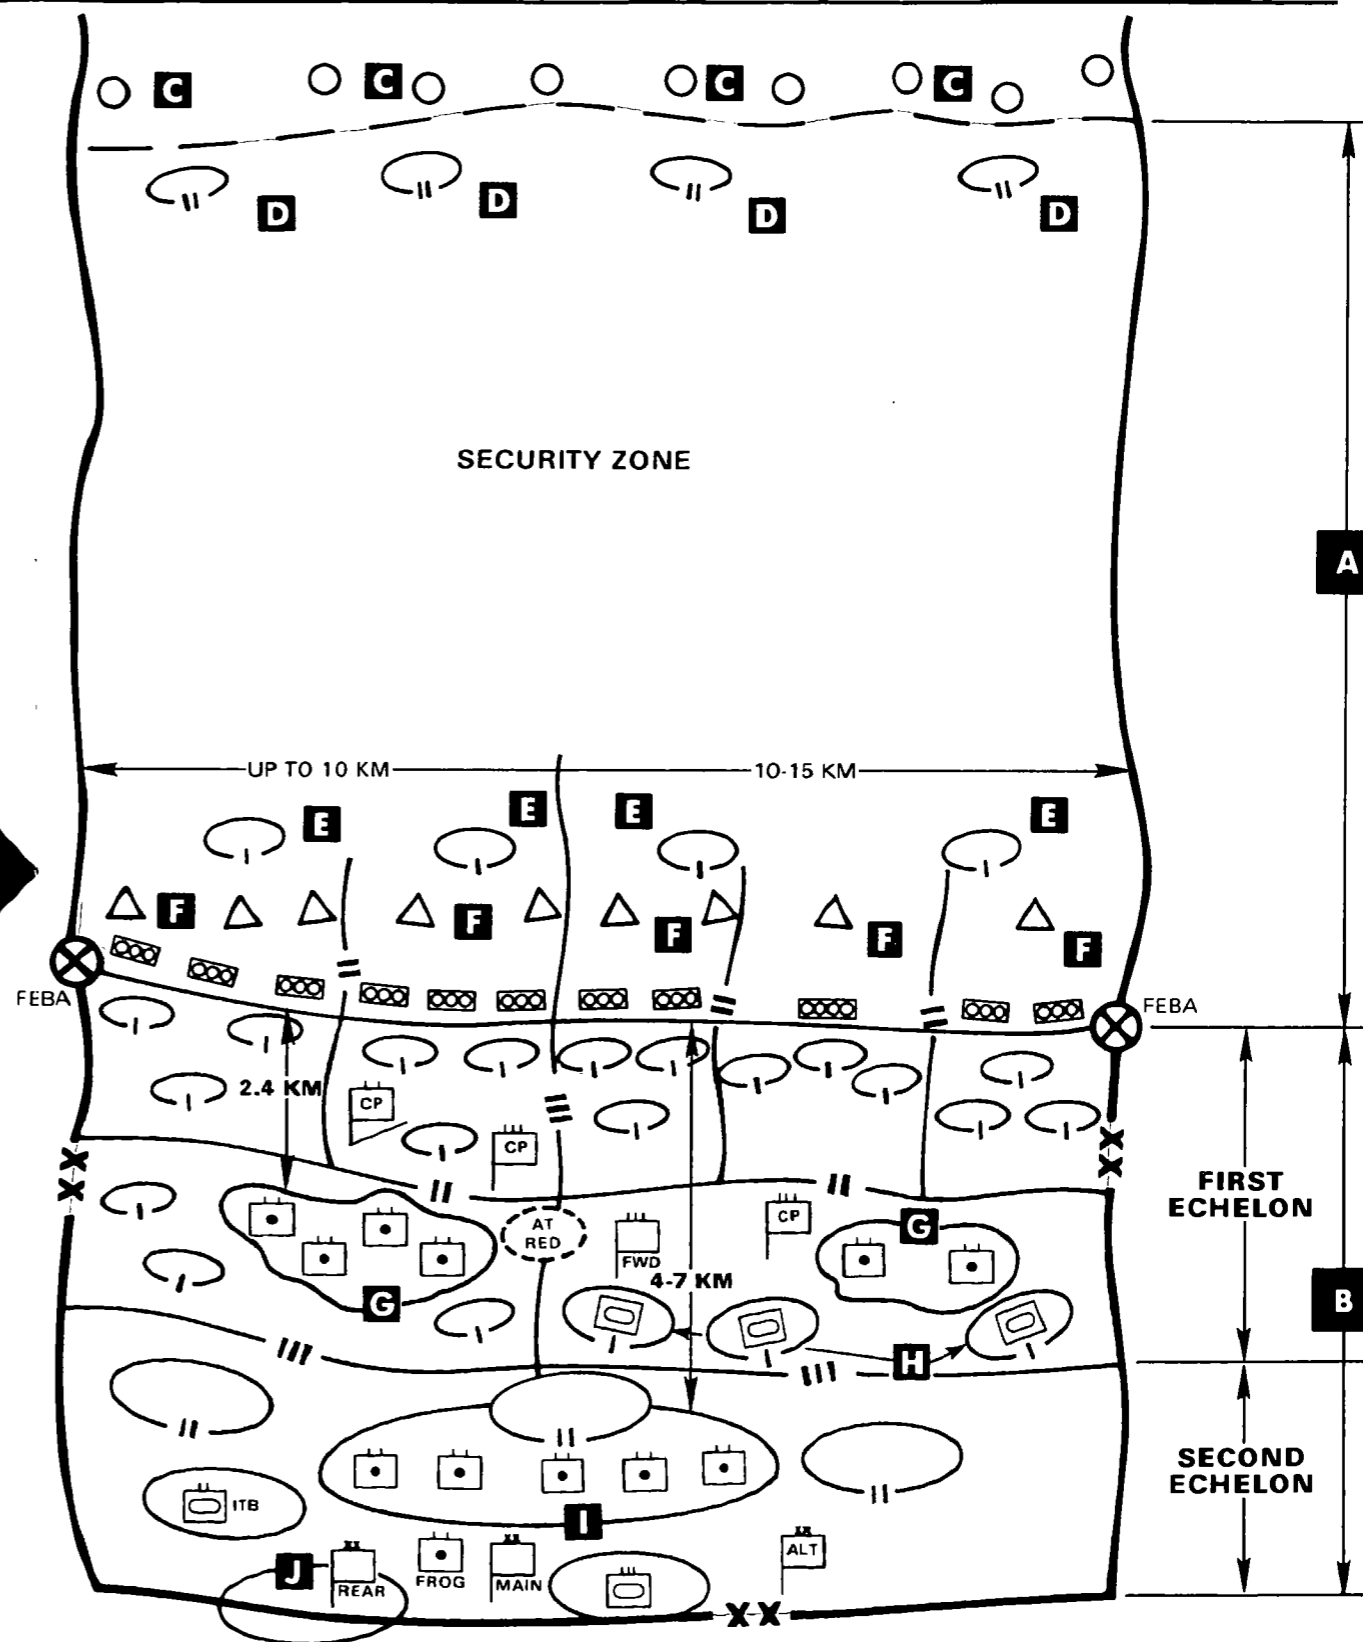 C C C C
D D D D
SECURITY ZONE
A
UP TO 10 KM 10-15 KM
E E E E
F F F F F
FEBA FEBA
2.4 KM
CP
CP
FIRST
ECHELON
CP
G
AT
RED
FWD
4-7 KM
G
B
H
SECOND
ECHELON
ITB
I
J
REAR
FROG
MAIN
ALT